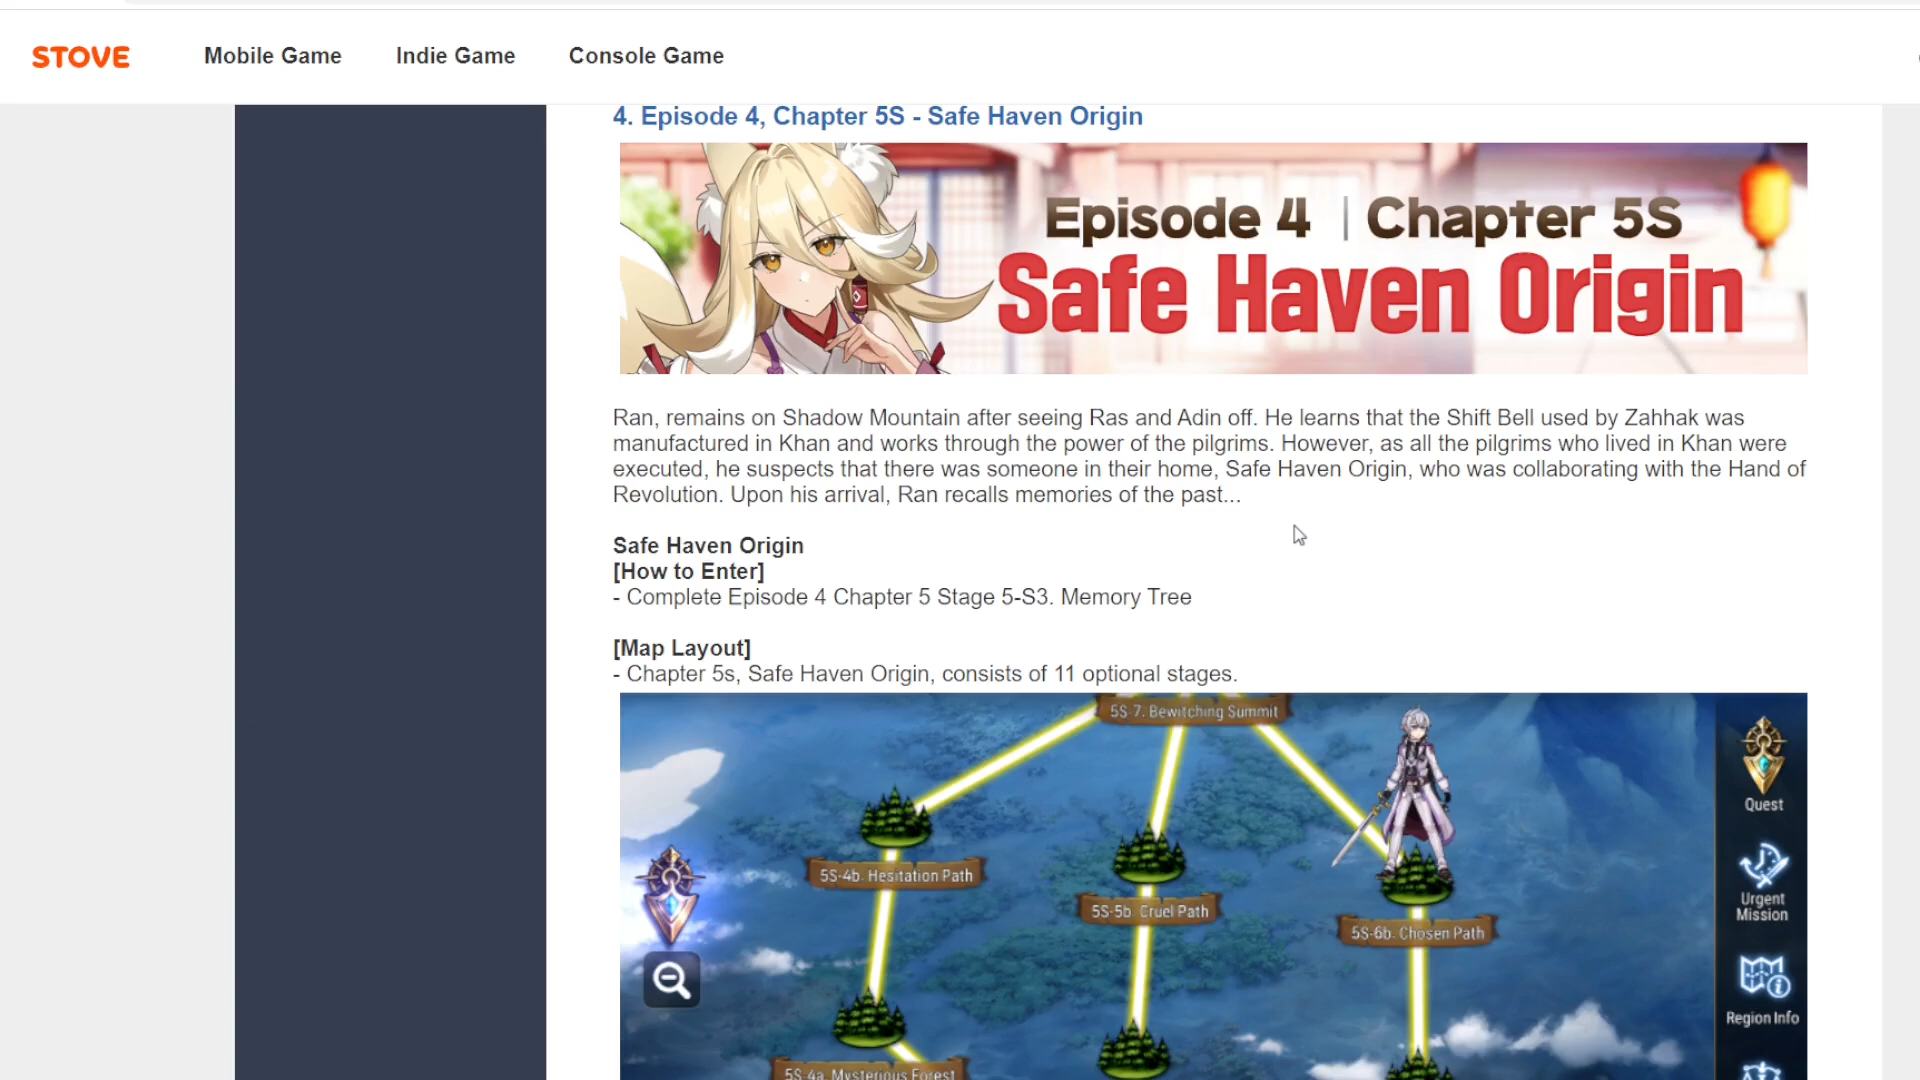 STOVE
Mobile Game
Indie Game
Console Game
4. Episode 4, Chapter 5S - Safe Haven Origin
Episode 4 | Chapter 5S
Safe Haven Origin
Ran, remains on Shadow Mountain after seeing Ras and Adin off. He learns that the Shift Bell used by Zahhak was
manufactured in Khan and works through the power of the pilgrims. However, as all the pilgrims who lived in Khan were
executed, he suspects that there was someone in their home, Safe Haven Origin, who was collaborating with the Hand of
Revolution. Upon his arrival, Ran recalls memories of the past...
Safe Haven Origin
[How to Enter]
- Complete Episode 4 Chapter 5 Stage 5-S3. Memory Tree
[Map Layout]
- Chapter 5s, Safe Haven Origin, consists of 11 optional stages.
5S-7. Bewitching Summit
Quest
5S-4b. Hesitation Path
5S-5b. Cruel Path
Urgent
Mission
5S-6b. Chosen Path
Region Info
5S-4a. Mysterious Forest